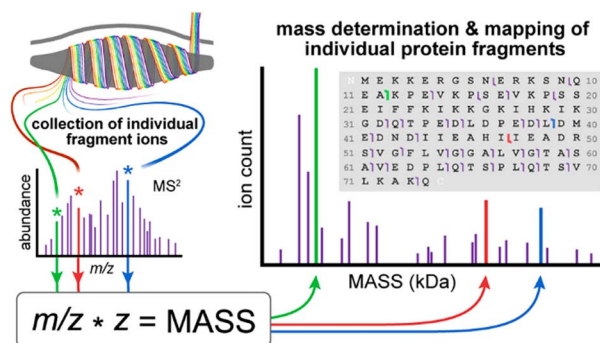 mass determination & mapping of
individual protein fragments
collection of individual
fragment ions
MS²
abundance
m/z
ion count
N M E K K E R G S N E R K S N Q 10
11 E A K P E V K P S E V K P S S 20
21 E I F F K I K K G K I H K I K 30
31 G D Q T P E D L D P E D L D M 40
41 E D N D I I E A H I I E A D R 50
51 S V G F L V G G A L V G T A S 60
61 A V E D P L Q T S P L Q T S V 70
71 L K A K Q C
MASS (kDa)
m/z * z = MASS